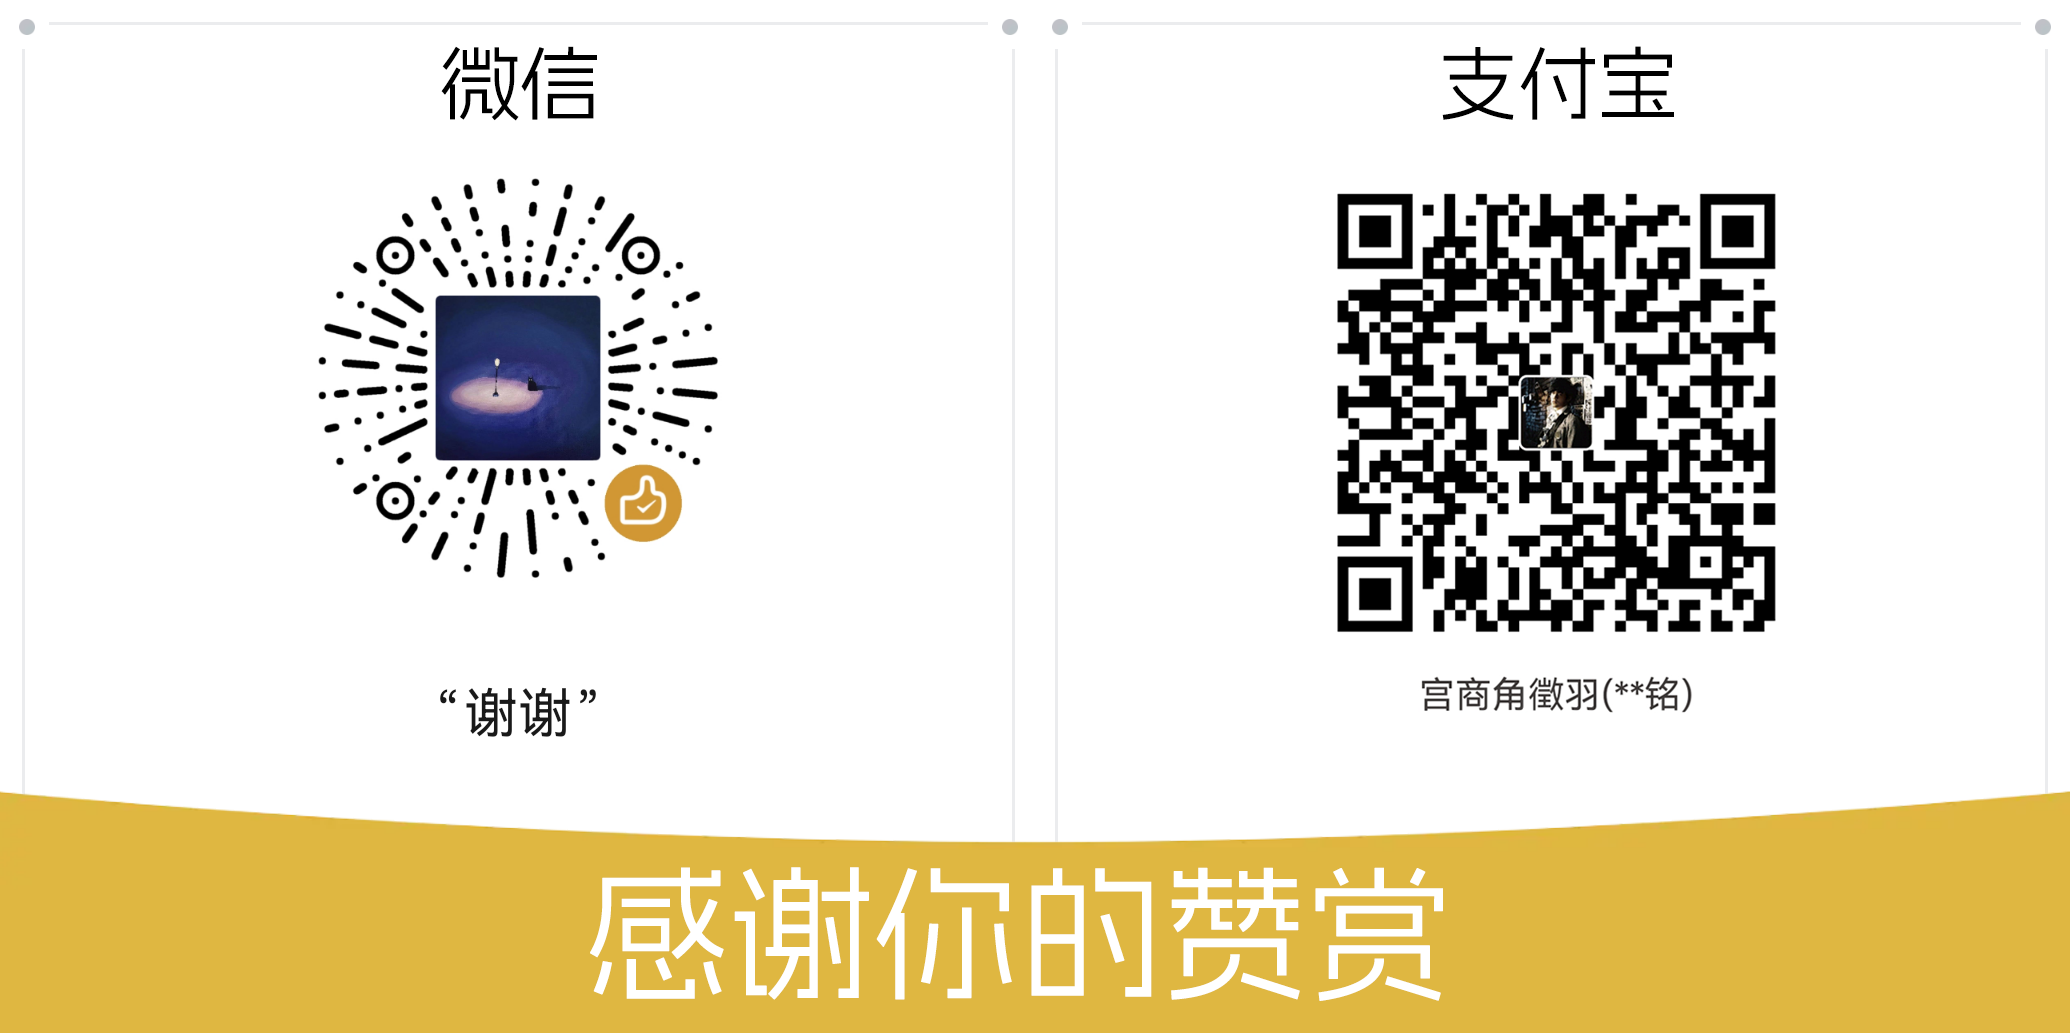 微信
支付宝
“谢谢”
宫商角徵羽(**铭)
感谢你的赞赏